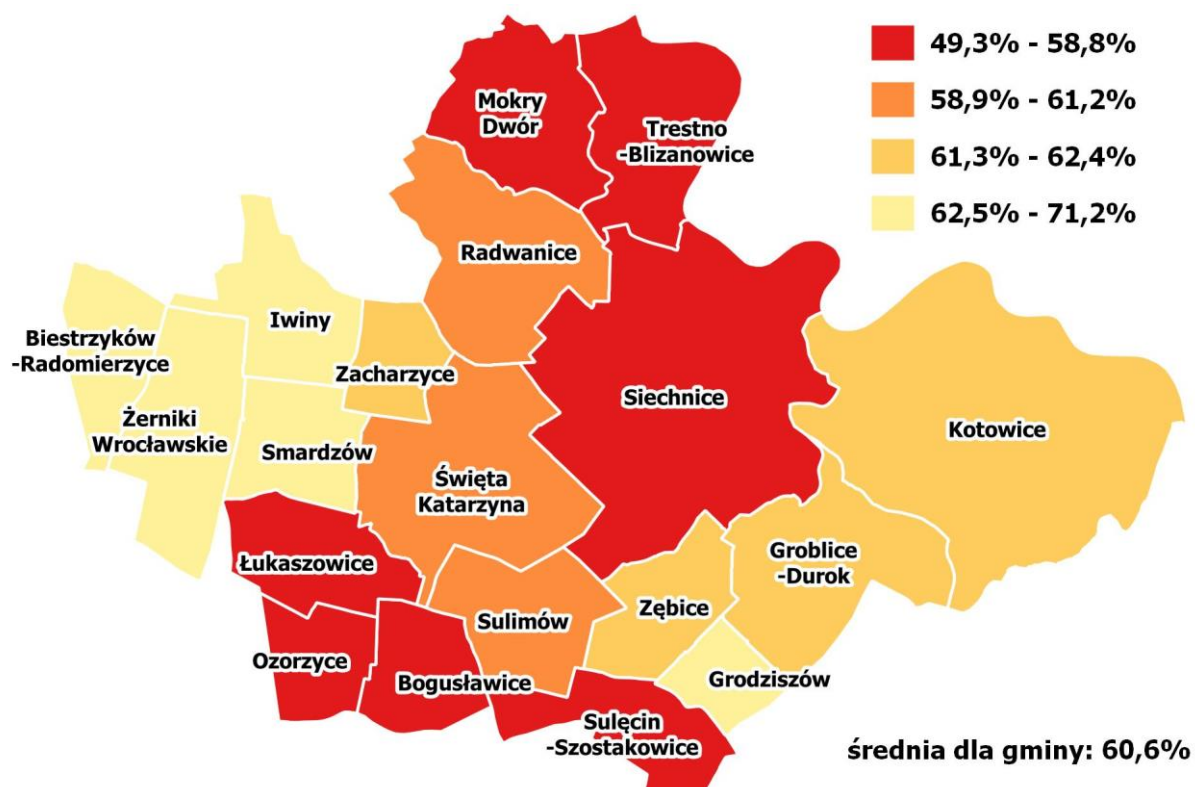 49,3% - 58,8%
58,9% - 61,2%
61,3% - 62,4%
62,5% - 71,2%
Mokry
Dwór
Trestno
-Blizanowice
Radwanice
Iwiny
Biestrzyków
-Radomierzyce
Zacharzyce
Siechnice
Żerniki
Wrocławskie
Smardzów
Kotowice
Święta
Katarzyna
Łukaszowice
Groblice
-Durok
Zębice
Sulimów
Ozorzyce
Bogusławice
Grodziszów
Sulęcin
-Szostakowice
średnia dla gminy: 60,6%